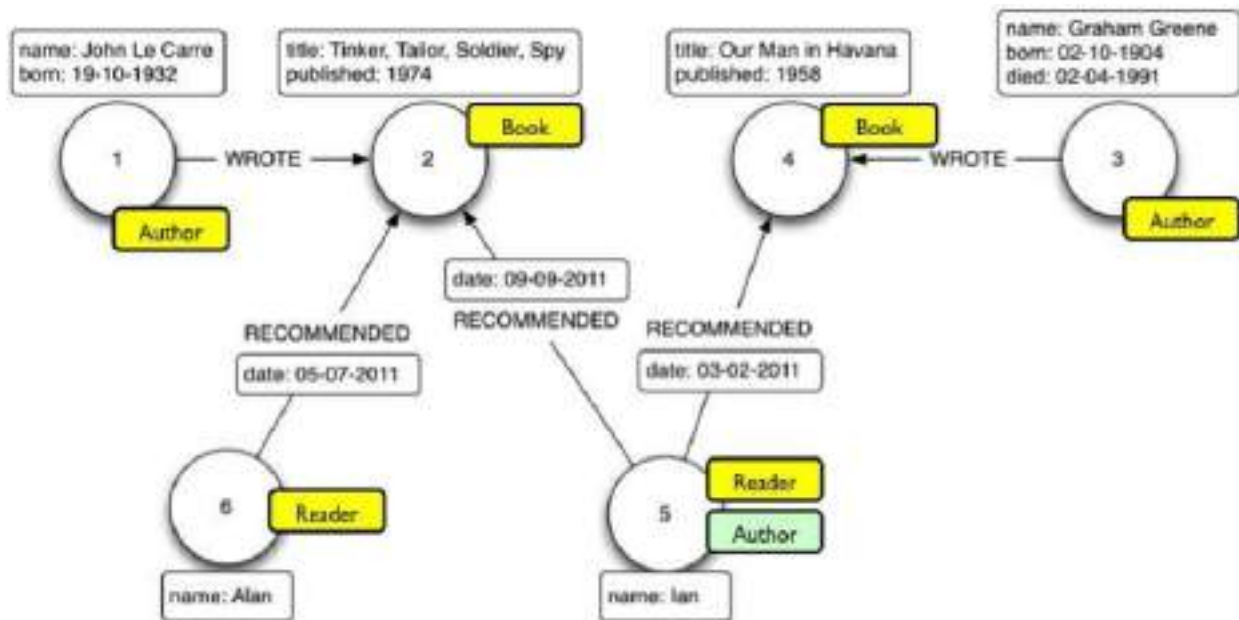 name: John Le Carre
born: 19-10-1932
title: Tinker, Tailor, Soldier, Spy
published: 1974
title: Our Man in Havana
published: 1958
name: Graham Greene
born: 02-10-1904
died: 02-04-1991
1
WROTE
2
Book
4
Book
WROTE
3
Author
Author
date: 09-09-2011
RECOMMENDED
RECOMMENDED
date: 05-07-2011
RECOMMENDED
date: 03-02-2011
6
Reader
5
Reader
Author
name: Alan
name: Ian